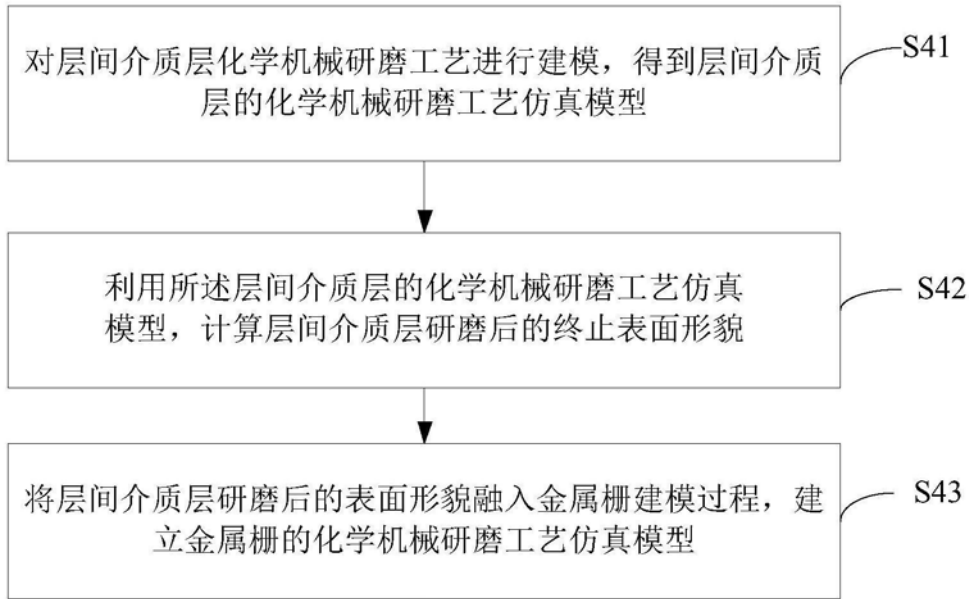 对层间介质层化学机械研磨工艺进行建模，得到层间介质
层的化学机械研磨工艺仿真模型
S41
利用所述层间介质层的化学机械研磨工艺仿真
模型，计算层间介质层研磨后的终止表面形貌
S42
将层间介质层研磨后的表面形貌融入金属栅建模过程，建
立金属栅的化学机械研磨工艺仿真模型
S43